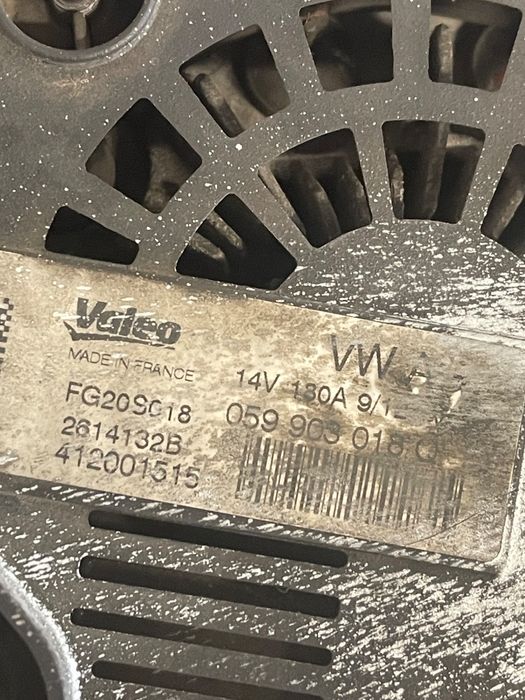 Valeo
MADE IN FRANCE
FG20S018
2614132B
412001515
VW
14V 180A
059 903 018